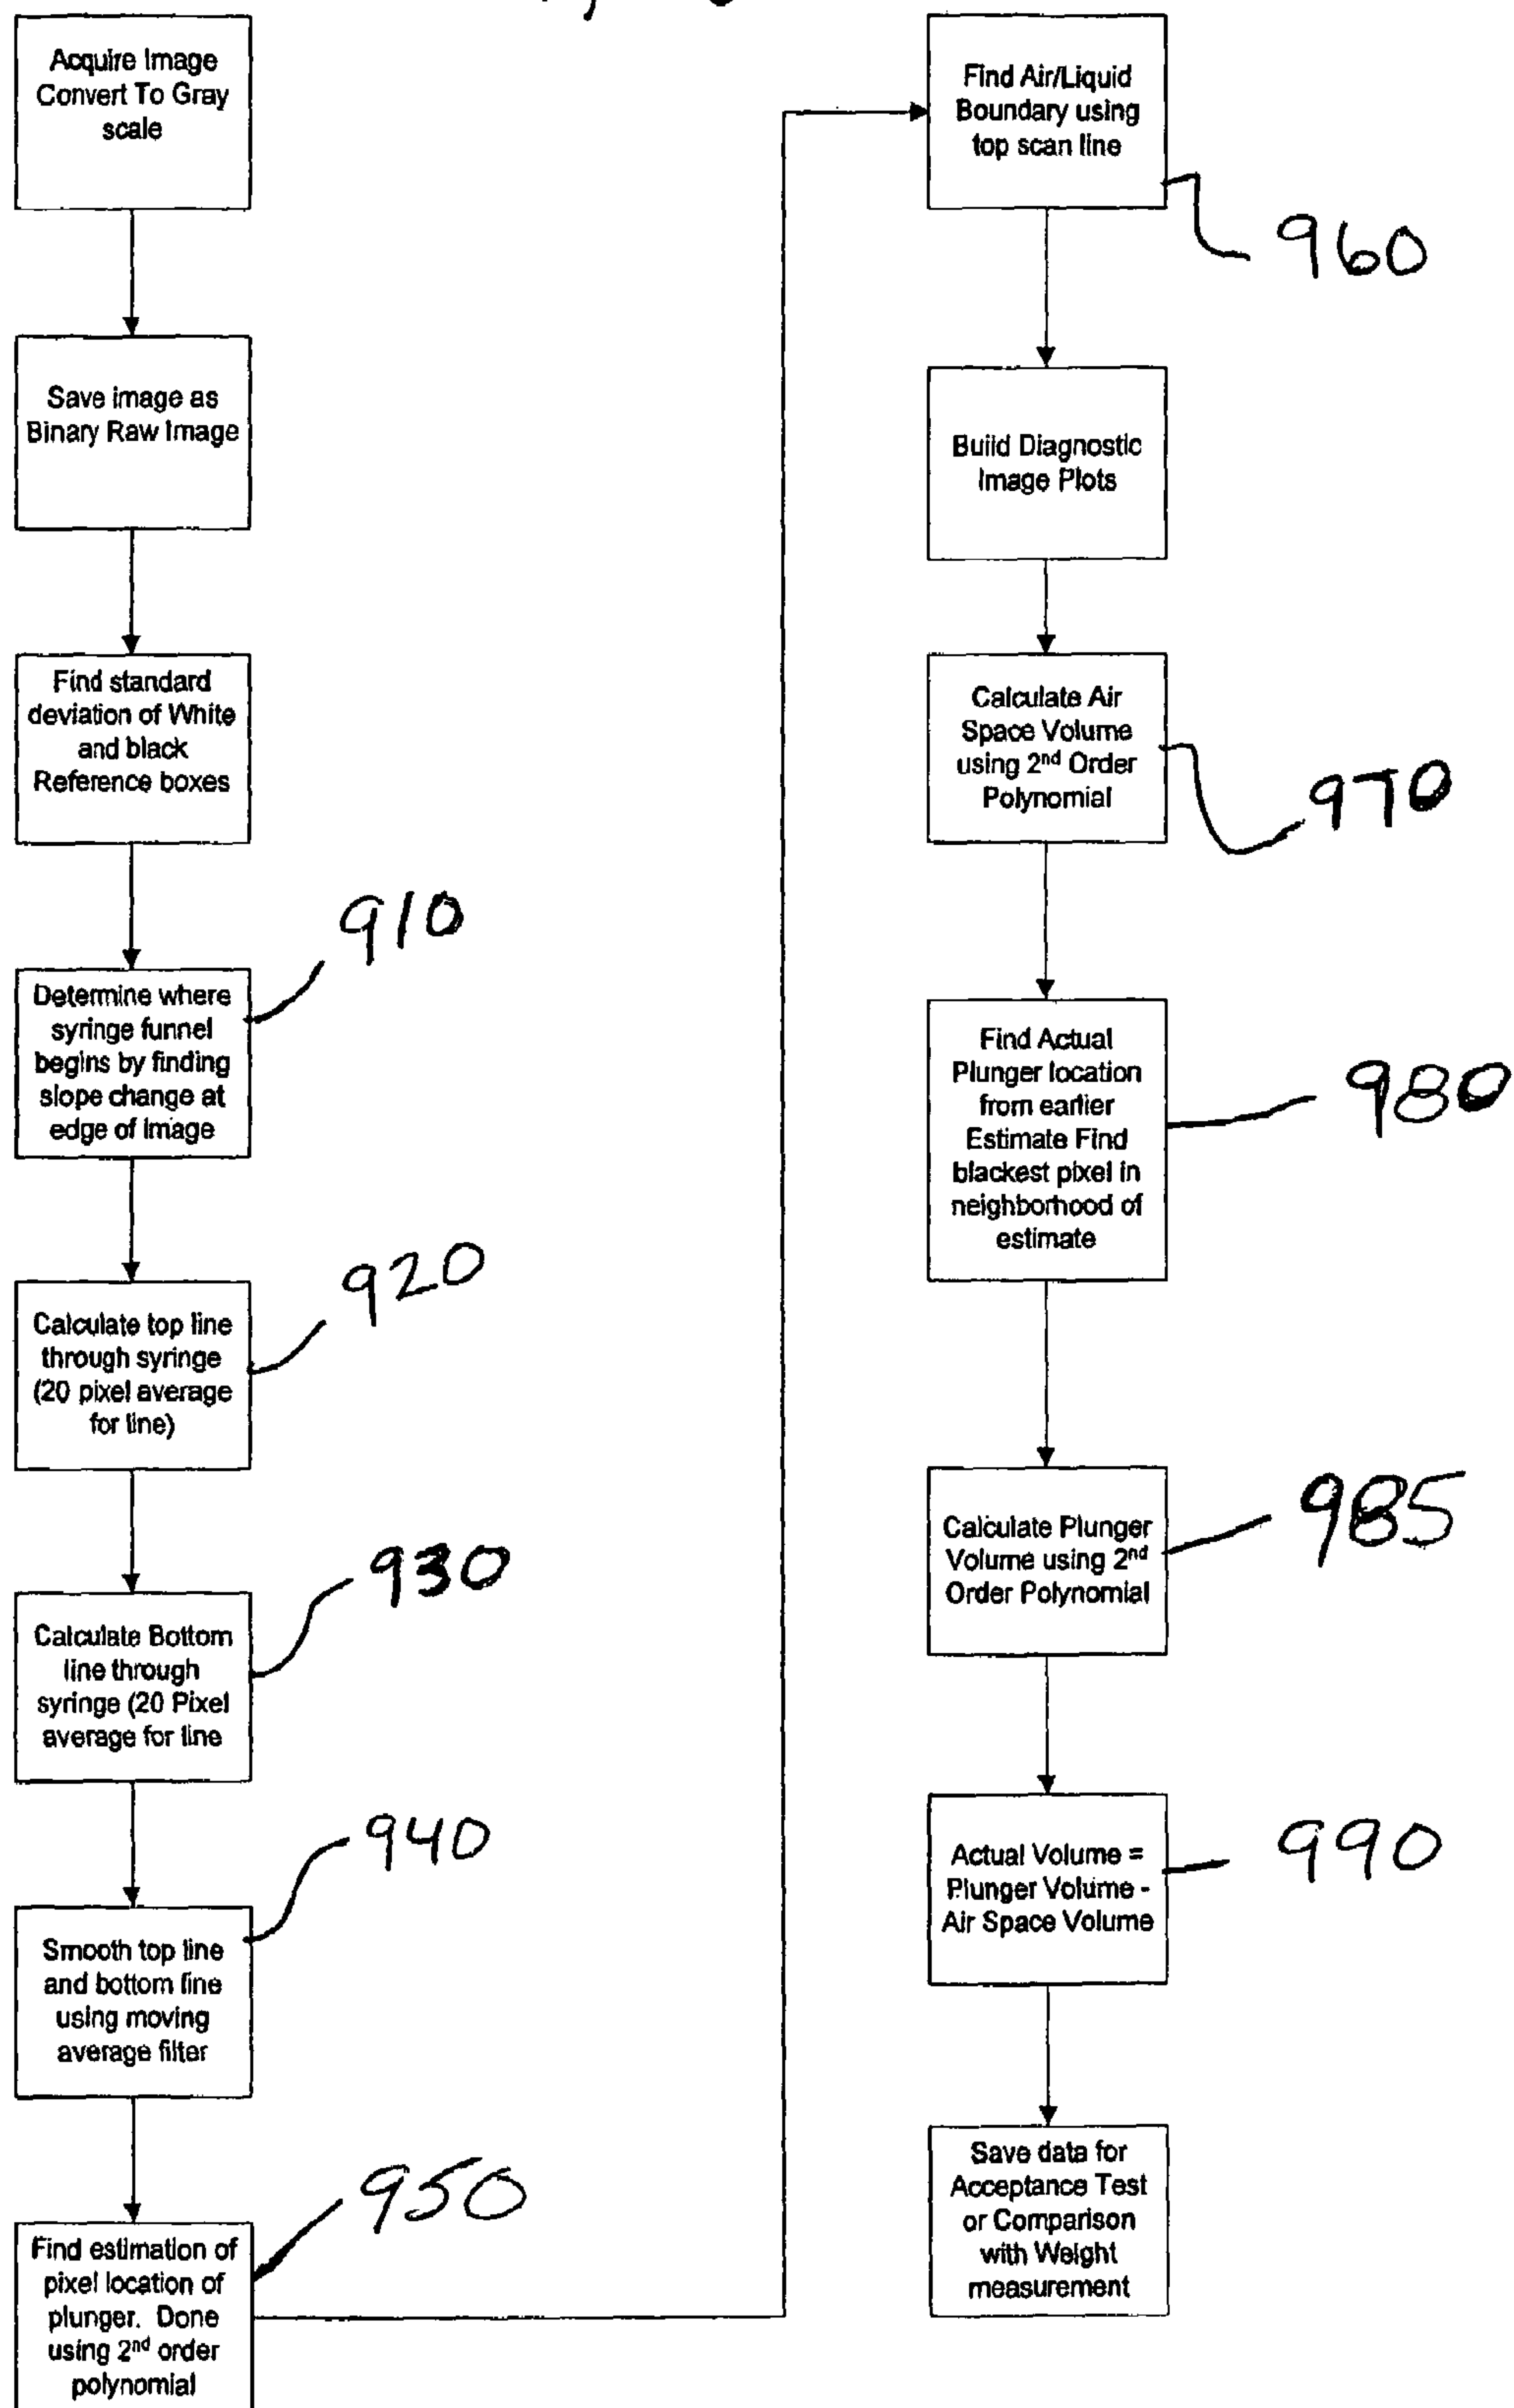 Acquire Image
Convert To Gray
scale
Save image as
Binary Raw Image
Find standard
deviation of White
and black
Reference boxes
910
Determine where
syringe funnel
begins by finding
slope change at
edge of Image
920
Calculate top line
through syringe
(20 pixel average
for line)
930
Calculate Bottom
line through
syringe (20 Pixel
average for line
940
Smooth top line
and bottom line
using moving
average filter
950
Find estimation of
pixel location of
plunger. Done
using 2nd order
polynomial
Find Air/Liquid
Boundary using
top scan line
960
Build Diagnostic
Image Plots
Calculate Air
Space Volume
using 2nd Order
Polynomial
970
Find Actual
Plunger location
from earlier
Estimate Find
blackest pixel in
neighborhood of
estimate
980
Calculate Plunger
Volume using 2nd
Order Polynomial
985
Actual Volume =
Plunger Volume -
Air Space Volume
990
Save data for
Acceptance Test
or Comparison
with Weight
measurement